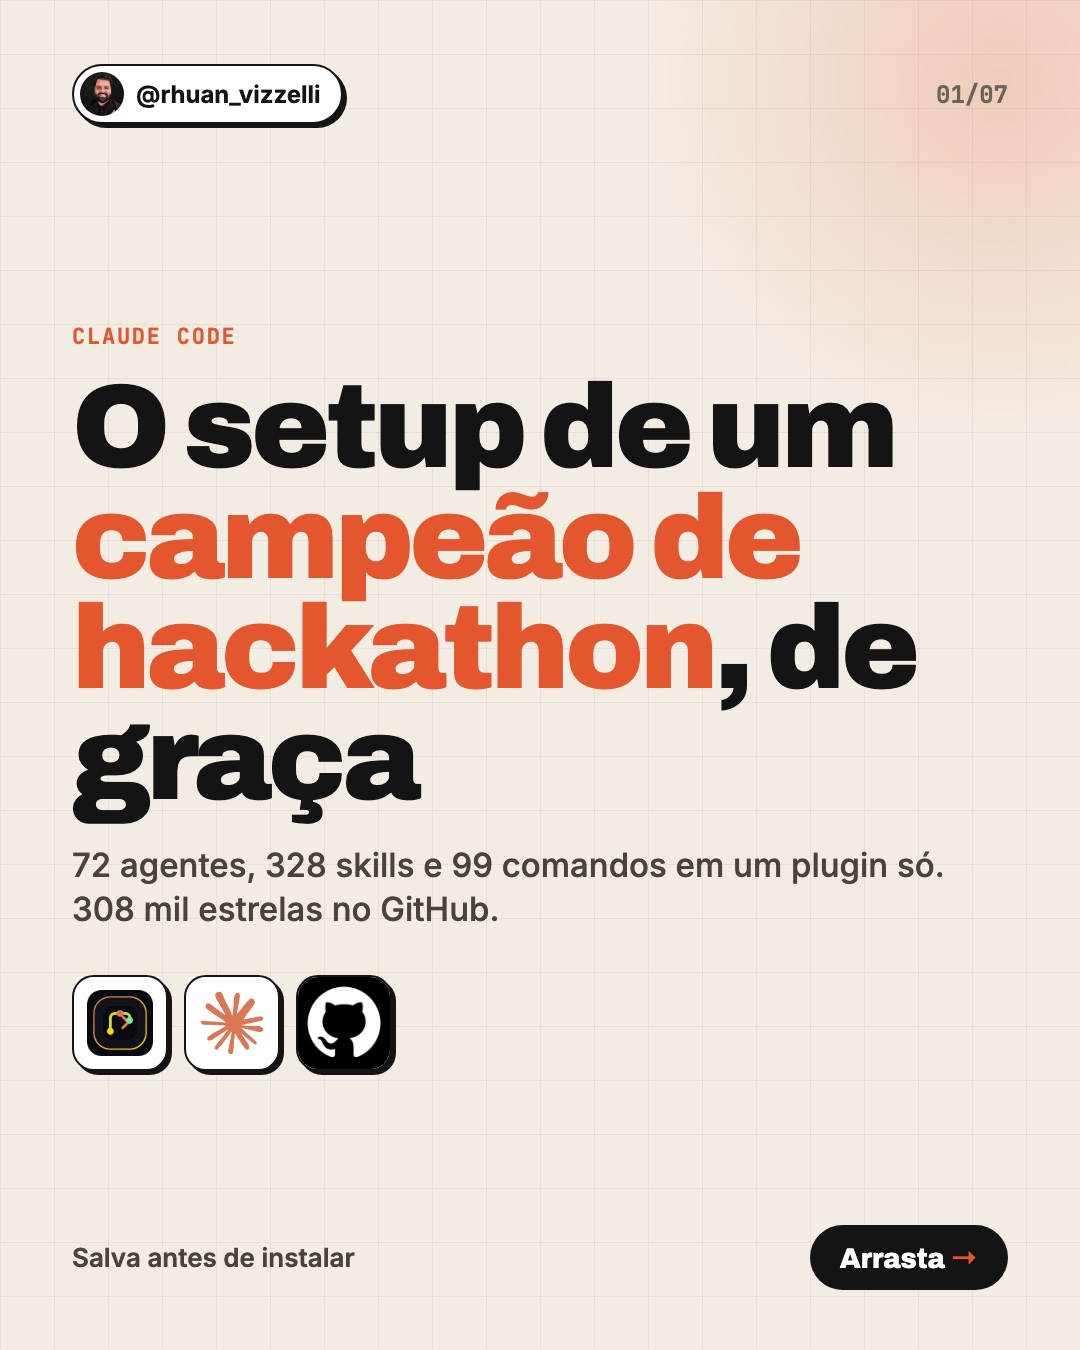 @rhuan_vizzelli
01/07
CLAUDE CODE
O setup de um
campeão de
hackathon, de
graça
72 agentes, 328 skills e 99 comandos em um plugin só.
308 mil estrelas no GitHub.
Salva antes de instalar
Arrasta →